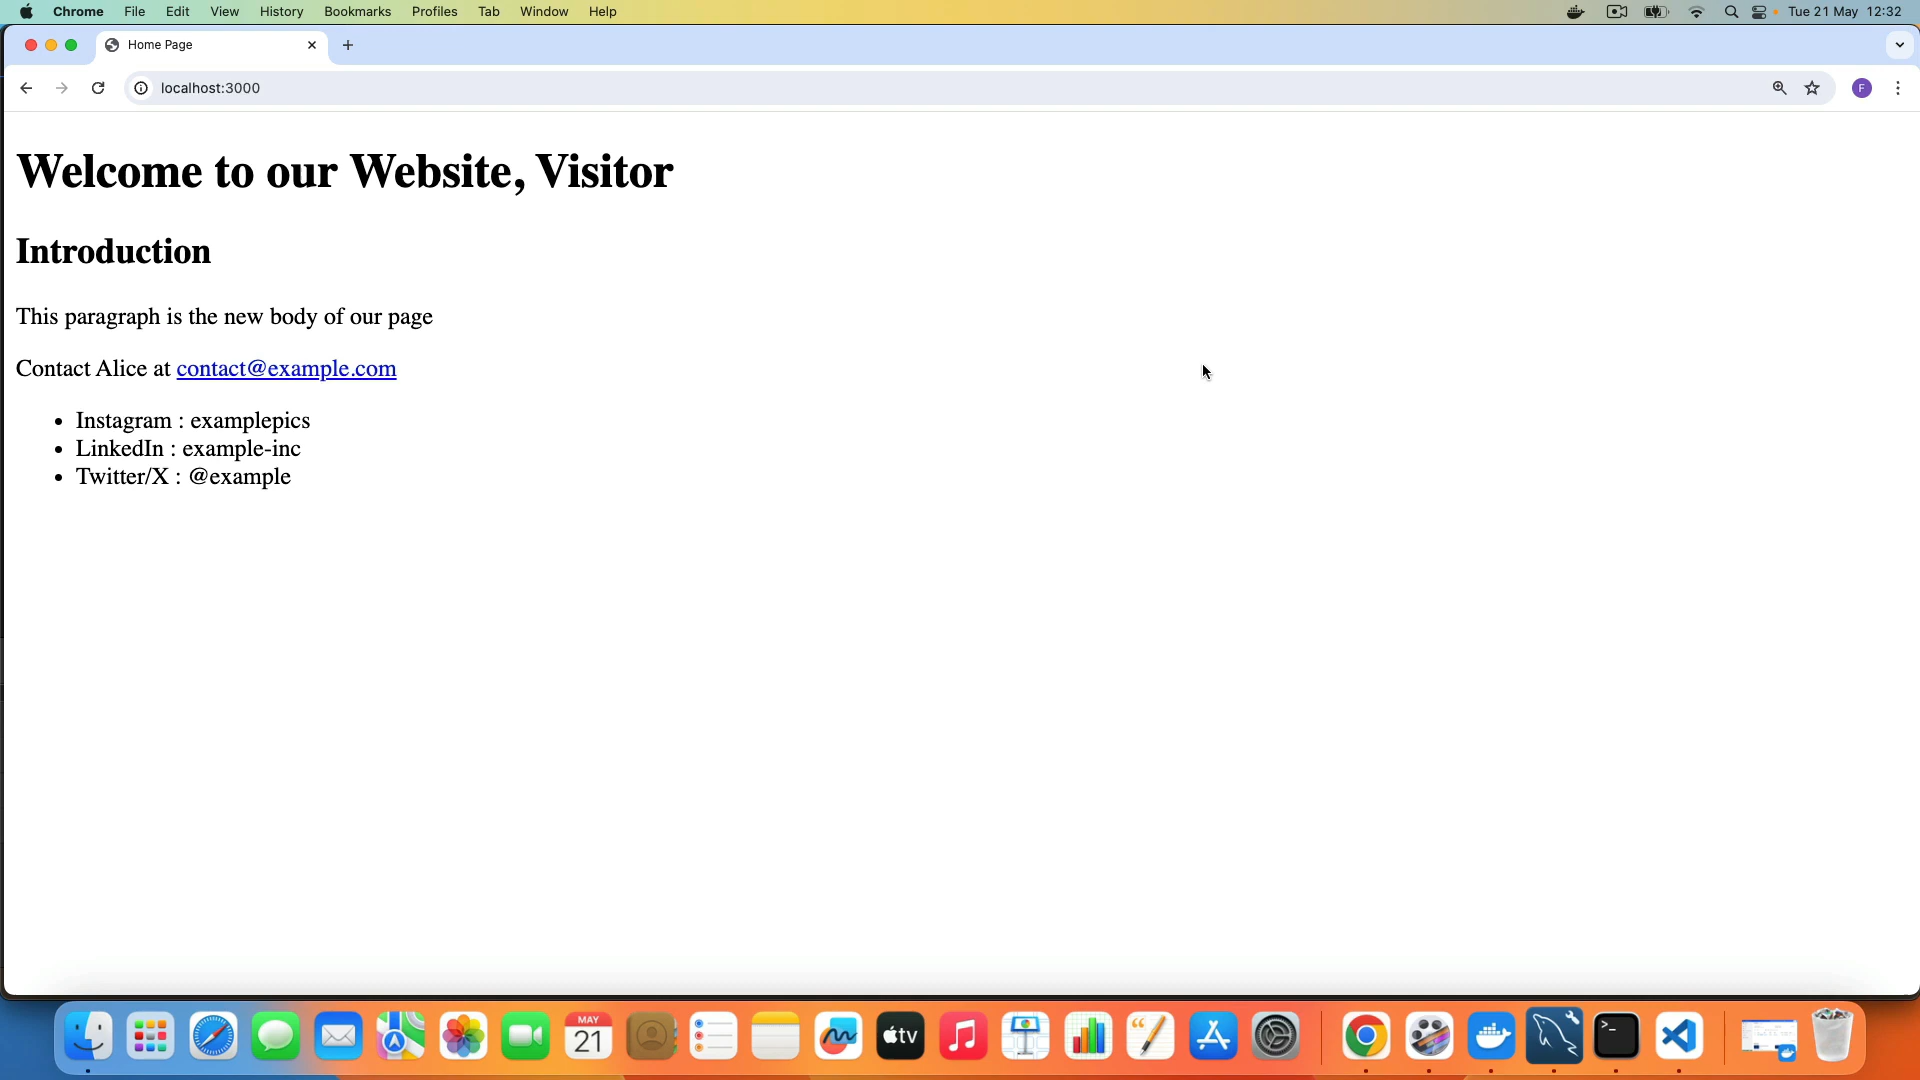 Chrome File Edit View History Bookmarks Profiles Tab Window Help Tue 21 May 12:32
Home Page
localhost:3000
F
Welcome to our Website, Visitor
Introduction
This paragraph is the new body of our page
Contact Alice at contact@example.com
• Instagram : examplepics
• LinkedIn : example-inc
• Twitter/X : @example
MAY
21
tv
>_